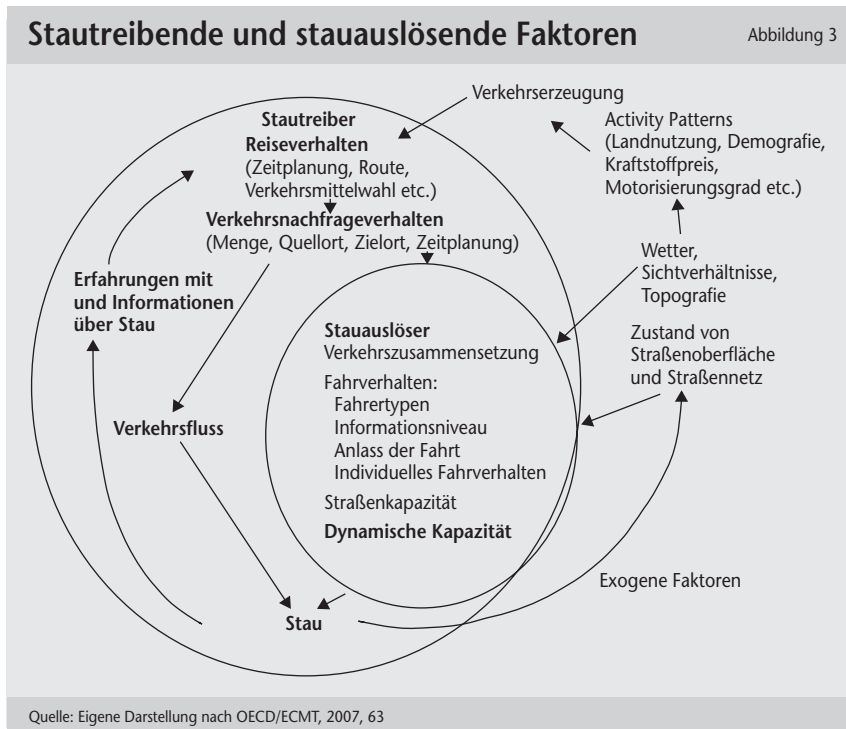 Stautreibende und stauauslösende Faktoren
Abbildung 3
Verkehrserzeugung
Activity Patterns
(Landnutzung, Demografie,
Kraftstoffpreis,
Motorisierungsgrad etc.)
Stautreiber
Reiseverhalten
(Zeitplanung, Route,
Verkehrsmittelwahl etc.)
Verkehrsnachfrageverhalten
(Menge, Quellort, Zielort, Zeitplanung)
Wetter,
Sichtverhältnisse,
Topografie
Erfahrungen mit
und Informationen
über Stau
Zustand von
Straßenoberfläche
und Straßennetz
Stauauslöser
Verkehrszusammensetzung
Fahrverhalten:
Fahrertypen
Informationsniveau
Anlass der Fahrt
Individuelles Fahrverhalten
Straßenkapazität
Dynamische Kapazität
Verkehrsfluss
Exogene Faktoren
Stau
Quelle: Eigene Darstellung nach OECD/ECMT, 2007, 63